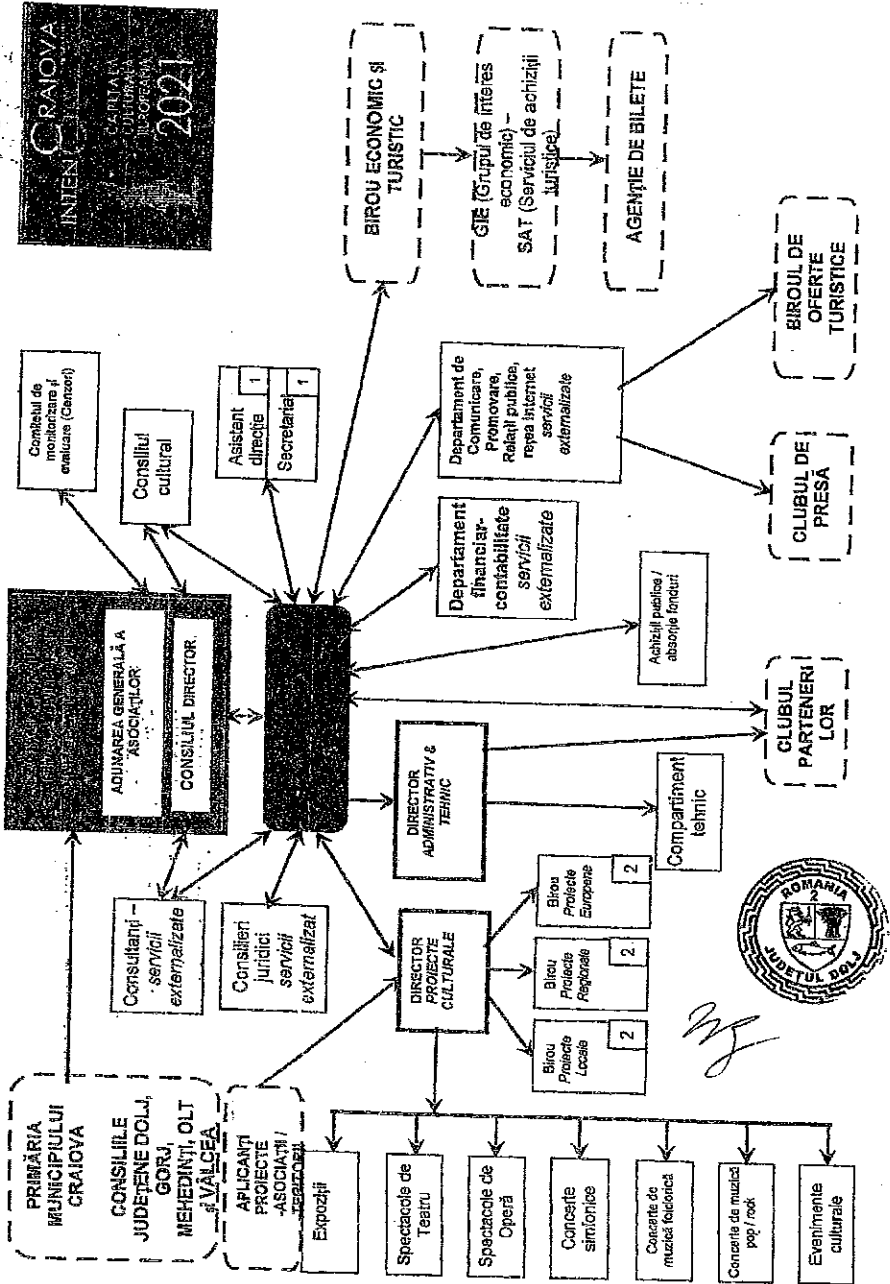 CRAIOVA
CAPITALĂ
CULTURALĂ
EUROPEANĂ
2021
PRIMĂRIA
MUNICIPIULUI
CRAIOVA
CONSILIILE
JUDEȚENE DOLJ,
GORJ,
MEHEDINȚI, OLT
și VÂLCEA
APLICANȚI
PROIECTE
-ASOCIAȚII /
TERITORII
ADUNAREA GENERALĂ A
ASOCIAȚILOR
CONSILIUL DIRECTOR
Comitetul de
monitorizare și
evaluare (Cenzori)
Consiliul
cultural
Asistent
direcție
1
Secretariat
1
Consultanți –
servicii
externalizate
Consilieri
juridici
servicii
externalizat
BIROU ECONOMIC ȘI
TURISTIC
GIE (Grupul de interes
economic) –
SAT (Serviciul de achiziții
turistice)
AGENȚIE DE BILETE
DIRECTOR
PROIECTE
CULTURALE
DIRECTOR
ADMINISTRATIV &
TEHNIC
Departament
financiar-
contabilitate
servicii
externalizate
Departament de
Comunicare,
Promovare,
Relații publice,
rețea internet
servicii
externalizate
Achiziții publice /
absorție fonduri
Expoziții
Spectacole de
Teatru
Spectacole de
Operă
Concerte
simfonice
Concerte de
muzică folclorică
Concerte de muzică
pop / rock
Evenimente
culturale
Birou
Proiecte
Locale
2
Birou
Proiecte
Regionale
2
Birou
Proiecte
Europene
2
Compartiment
tehnic
CLUBUL
PARTENERI
LOR
CLUBUL DE
PRESĂ
BIROUL DE
OFERTE
TURISTICE
ROMANIA
2
JUDEȚUL DOLJ